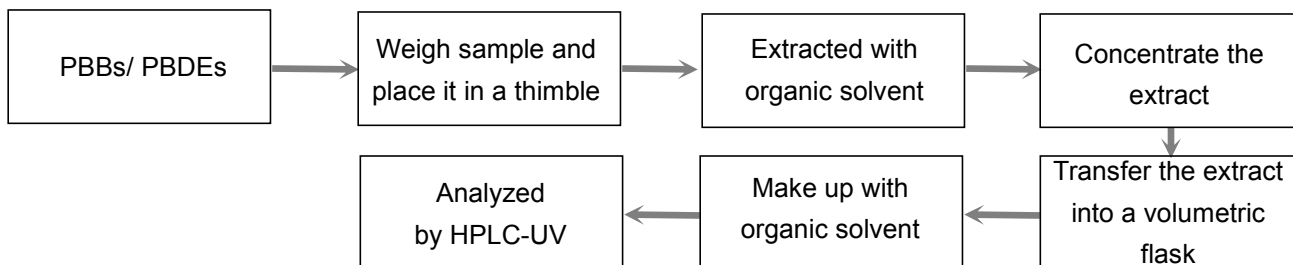 PBBs/ PBDEs
Weigh sample and
place it in a thimble
Extracted with
organic solvent
Concentrate the
extract
Transfer the extract
into a volumetric
flask
Make up with
organic solvent
Analyzed
by HPLC-UV